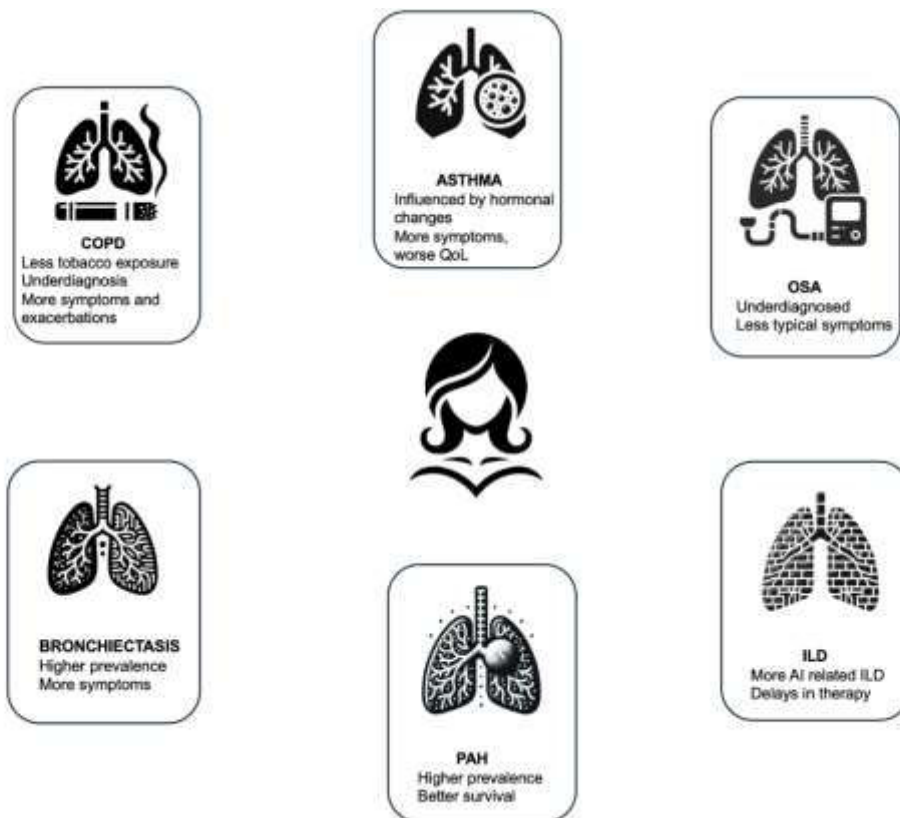 COPD
Less tobacco exposure
Underdiagnosis
More symptoms and
exacerbations
ASTHMA
Influenced by hormonal
changes
More symptoms,
worse QoL
OSA
Underdiagnosed
Less typical symptoms
BRONCHIECTASIS
Higher prevalence
More symptoms
PAH
Higher prevalence
Better survival
ILD
More AI related ILD
Delays in therapy